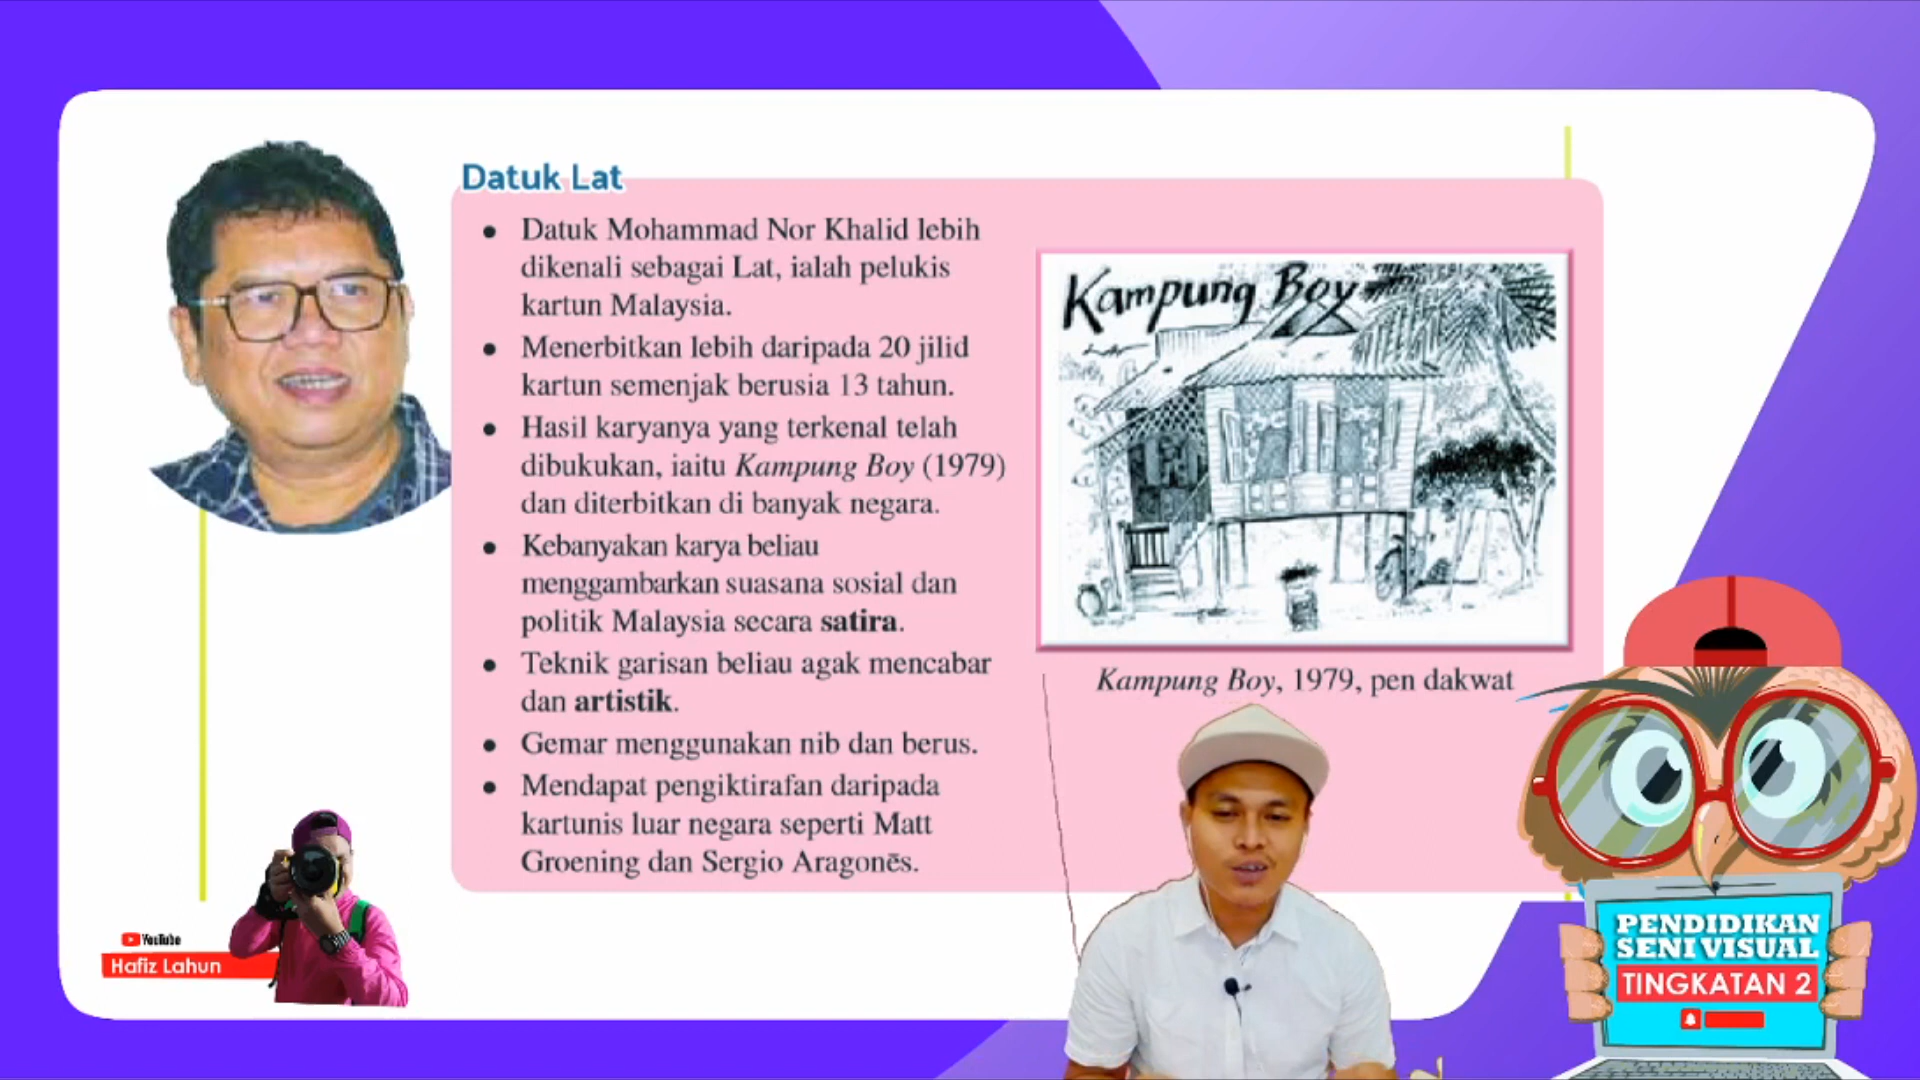 Datuk Lat
• Datuk Mohammad Nor Khalid lebih
dikenali sebagai Lat, ialah pelukis
kartun Malaysia.
• Menerbitkan lebih daripada 20 jilid
kartun semenjak berusia 13 tahun.
• Hasil karyanya yang terkenal telah
dibukukan, iaitu Kampung Boy (1979)
dan diterbitkan di banyak negara.
• Kebanyakan karya beliau
menggambarkan suasana sosial dan
politik Malaysia secara satira.
• Teknik garisan beliau agak mencabar
dan artistik.
• Gemar menggunakan nib dan berus.
• Mendapat pengiktirafan daripada
kartunis luar negara seperti Matt
Groening dan Sergio Aragonēs.
Kampung Boy
Lat
Kampung Boy, 1979, pen dakwat
YouTube
Hafiz Lahun
PENDIDIKAN
SENI VISUAL
TINGKATAN 2